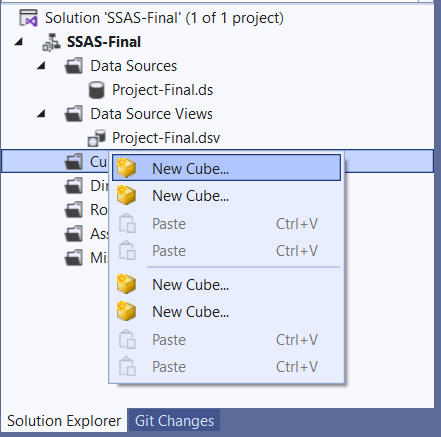 Solution 'SSAS-Final' (1 of 1 project)
SSAS-Final
Data Sources
Project-Final.ds
Data Source Views
Project-Final.dsv
Cu
New Cube...
Di
New Cube...
Ro
Paste Ctrl+V
As
Paste Ctrl+V
Mi
New Cube...
New Cube...
Paste Ctrl+V
Paste Ctrl+V
Solution Explorer
Git Changes